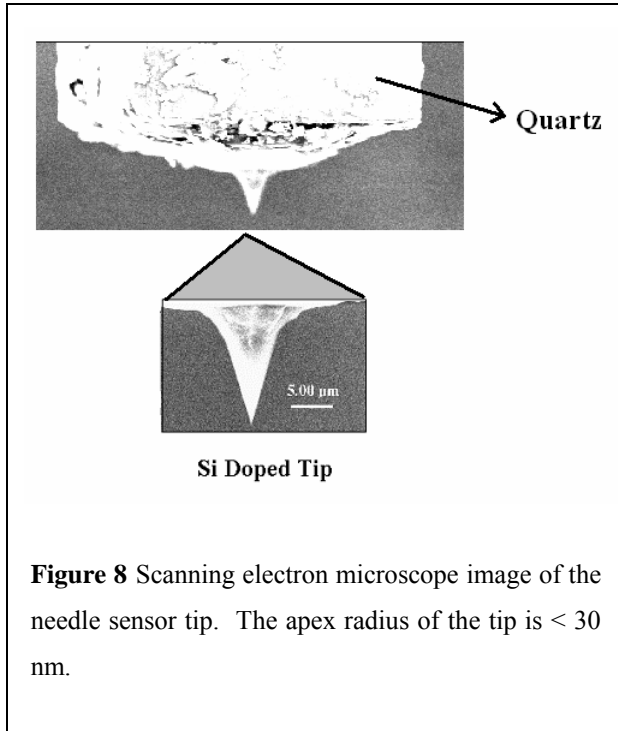 Quartz
5.00 µm
Si Doped Tip
Figure 8 Scanning electron microscope image of the
needle sensor tip. The apex radius of the tip is < 30
nm.